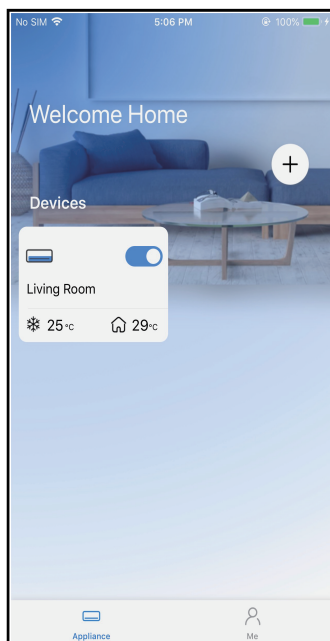 No SIM 5:06 PM 100%
Welcome Home
+
Devices
Living Room
25°C 29°C
Appliance Me